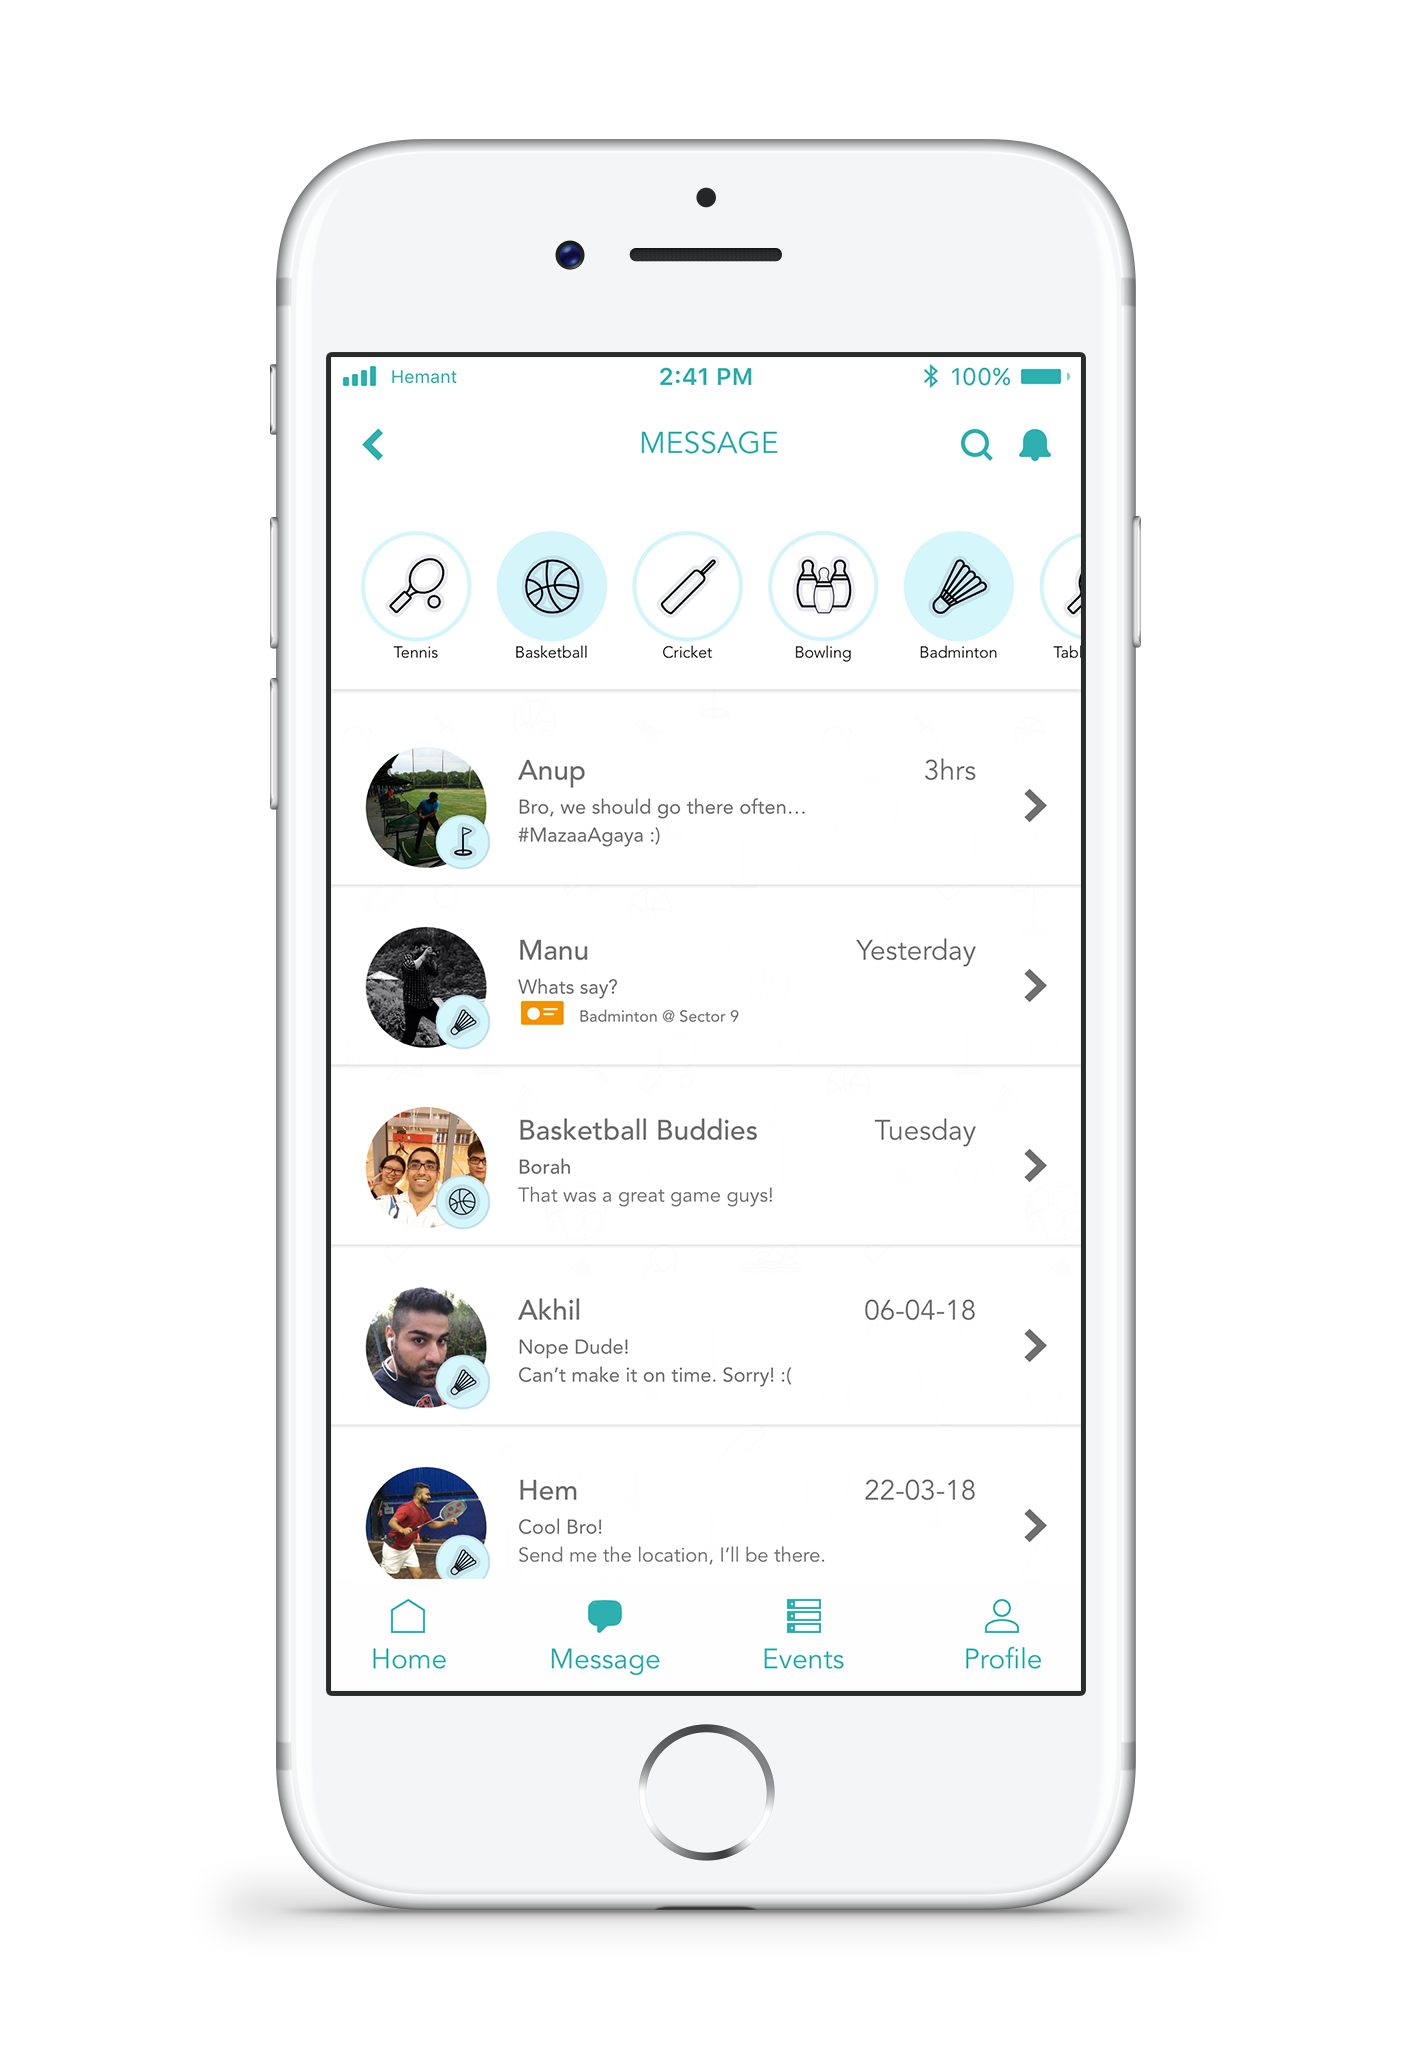 Hemant 2:41 PM 100%
MESSAGE
Tennis Basketball Cricket Bowling Badminton Tabl
Anup 3hrs
Bro, we should go there often...
#MazaaAgaya :)
Manu Yesterday
Whats say?
Badminton @ Sector 9
Basketball Buddies Tuesday
Borah
That was a great game guys!
Akhil 06-04-18
Nope Dude!
Can't make it on time. Sorry! :(
Hem 22-03-18
Cool Bro!
Send me the location, I'll be there.
Home Message Events Profile